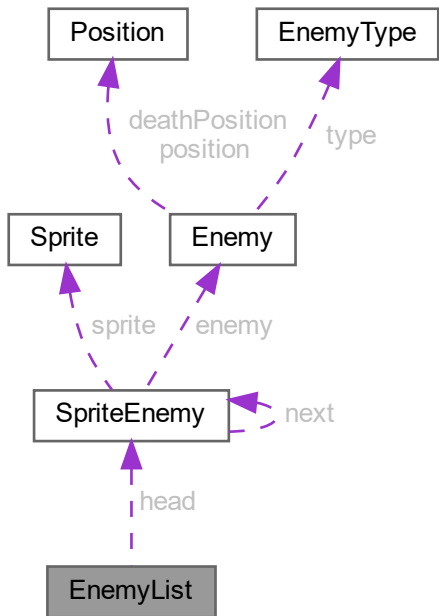 Position
EnemyType
deathPosition
position
type
Sprite
Enemy
sprite
enemy
SpriteEnemy
next
head
EnemyList